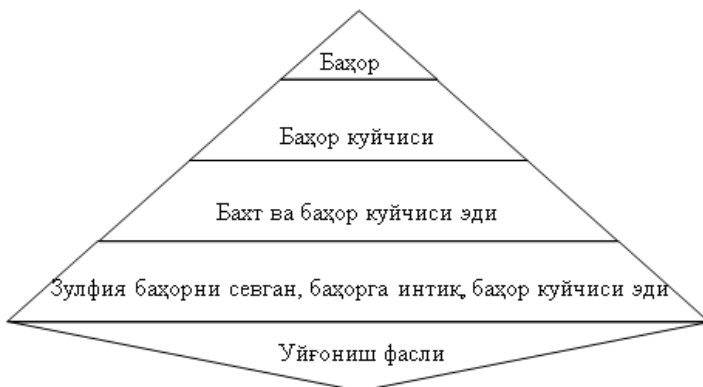 Баҳор
Баҳор куйчиси
Бахт ва баҳор куйчиси эди
Зулфия баҳорни севган, баҳорга интиқ, баҳор куйчиси эди
Уйғониш фасли